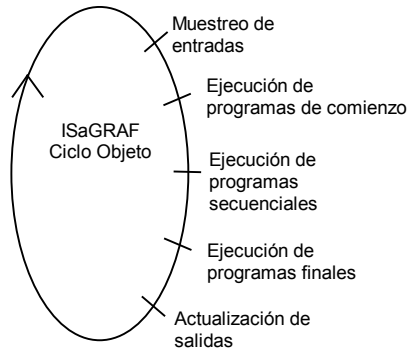 Muestreo de
entradas
Ejecución de
programas de comienzo
ISaGRAF
Ciclo Objeto
Ejecución de
programas
secuenciales
Ejecución de
programas finales
Actualización de
salidas